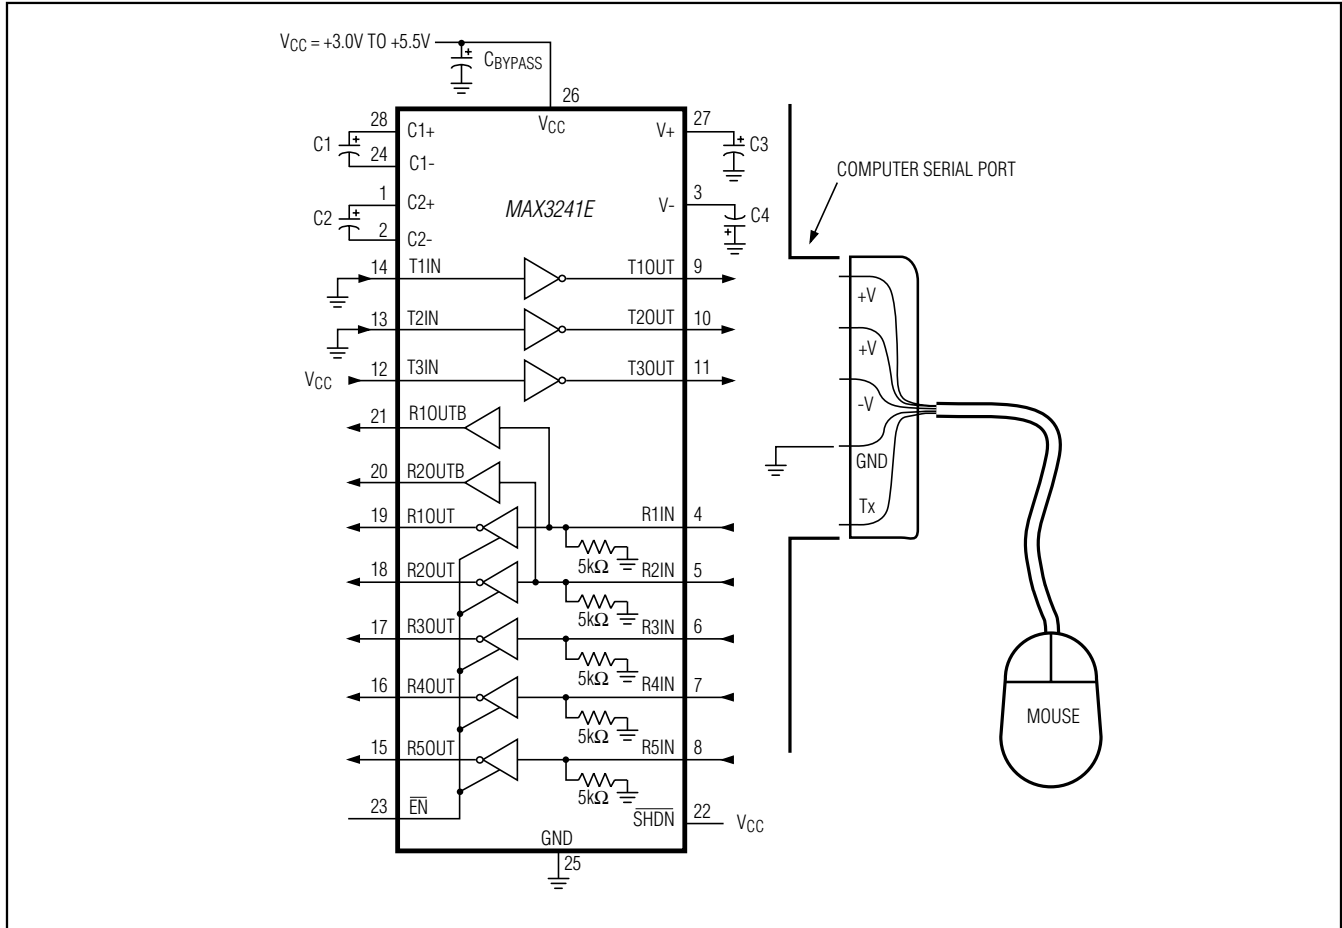 VCC = +3.0V TO +5.5V
+
CBYPASS
26
VCC
28
C1+
C1
+
24
C1-
1
C2+
C2
+
2
C2-
MAX3241E
V+
27
+
C3
V-
3
C4
+
14
T1IN
T1OUT
9
13
T2IN
T2OUT
10
VCC
12
T3IN
T3OUT
11
21
R1OUTB
20
R2OUTB
19
R1OUT
R1IN
4
5kΩ
18
R2OUT
R2IN
5
5kΩ
17
R3OUT
R3IN
6
5kΩ
16
R4OUT
R4IN
7
5kΩ
15
R5OUT
R5IN
8
5kΩ
23
EN
SHDN
22
VCC
GND
25
COMPUTER SERIAL PORT
+V
+V
-V
GND
Tx
MOUSE